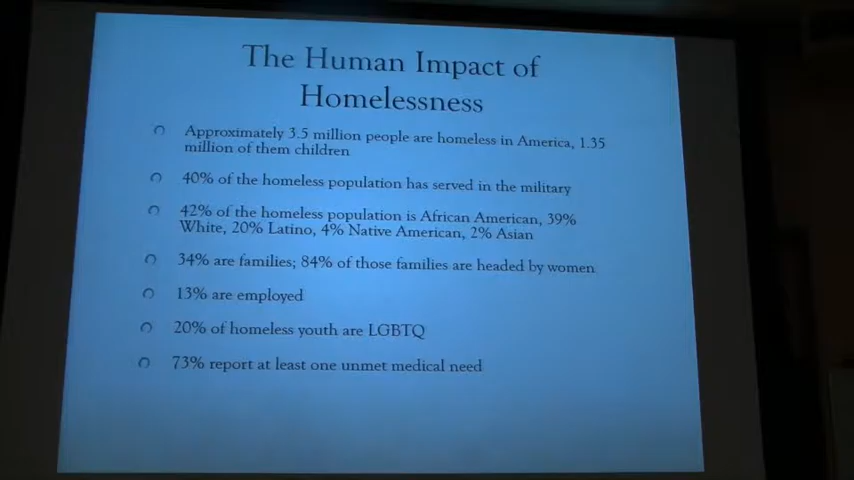 The Human Impact of
Homelessness
Approximately 3.5 million people are homeless in America, 1.35
million of them children
40% of the homeless population has served in the military
42% of the homeless population is African American, 39%
White, 20% Latino, 4% Native American, 2% Asian
34% are families; 84% of those families are headed by women
13% are employed
20% of homeless youth are LGBTQ
73% report at least one unmet medical need